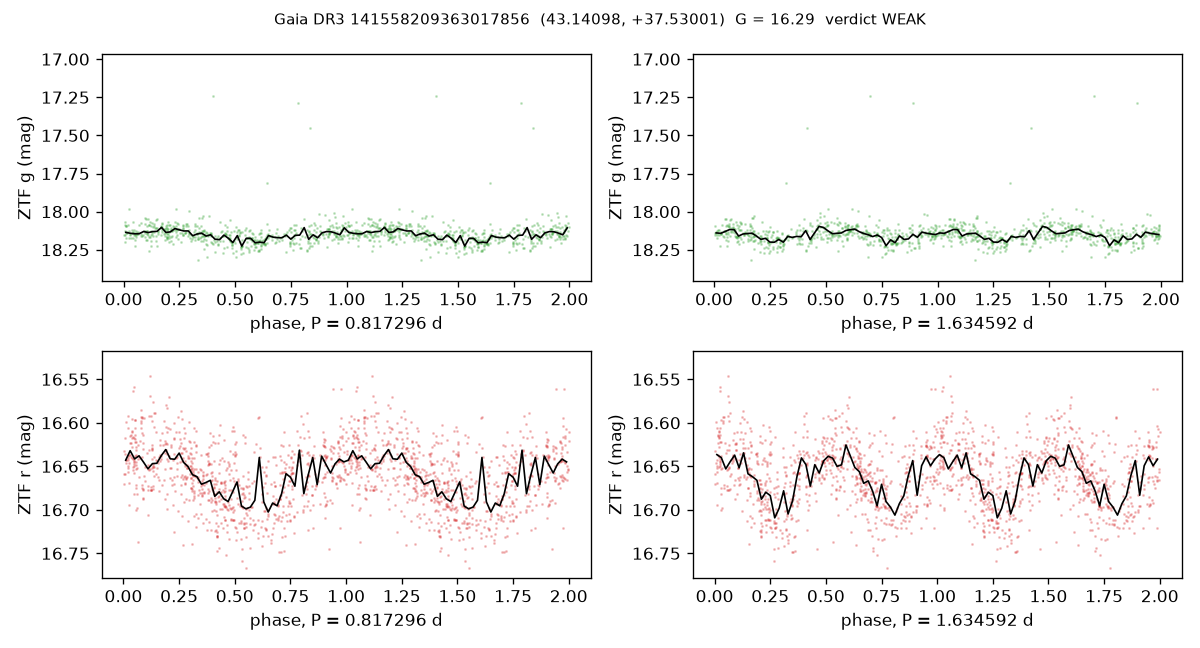 Gaia DR3 141558209363017856 (43.14098, +37.53001) G = 16.29 verdict WEAK
ZTF g (mag)
17.00
17.25
17.50
17.75
18.00
18.25
0.00 0.25 0.50 0.75 1.00 1.25 1.50 1.75 2.00
phase, P = 0.817296 d
ZTF g (mag)
17.00
17.25
17.50
17.75
18.00
18.25
0.00 0.25 0.50 0.75 1.00 1.25 1.50 1.75 2.00
phase, P = 1.634592 d
ZTF r (mag)
16.55
16.60
16.65
16.70
16.75
0.00 0.25 0.50 0.75 1.00 1.25 1.50 1.75 2.00
phase, P = 0.817296 d
ZTF r (mag)
16.55
16.60
16.65
16.70
16.75
0.00 0.25 0.50 0.75 1.00 1.25 1.50 1.75 2.00
phase, P = 1.634592 d